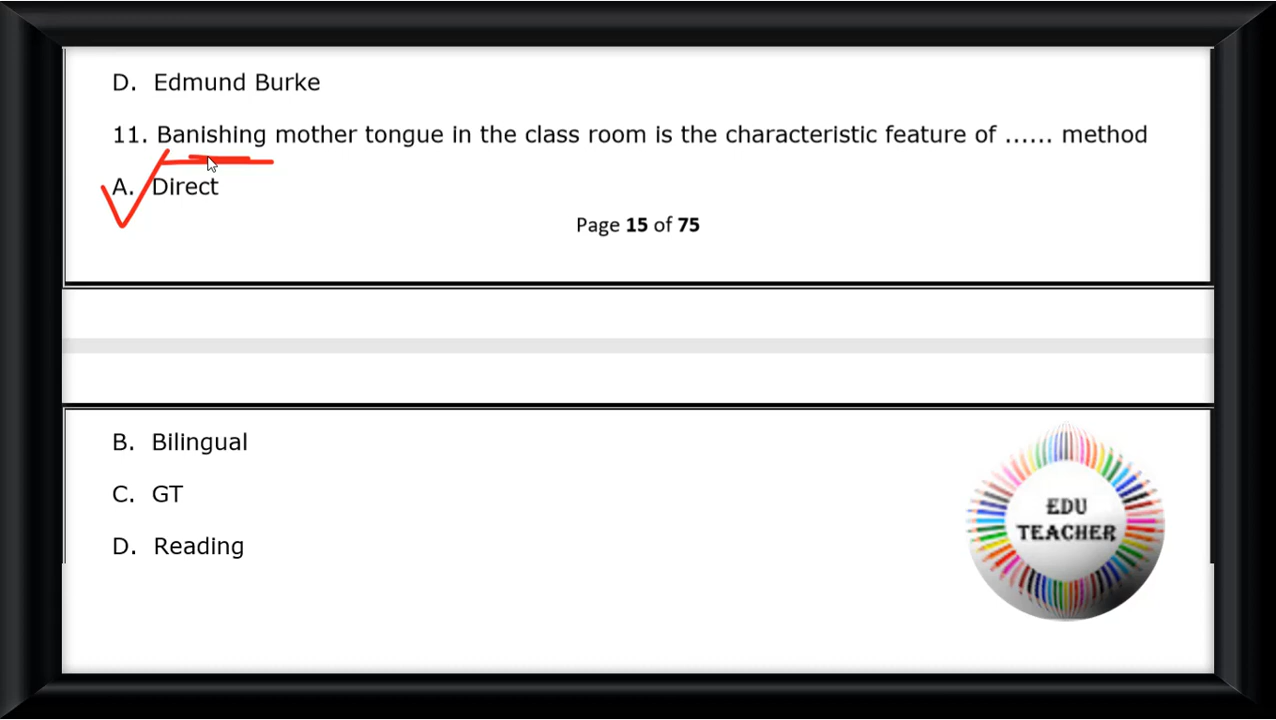 D. Edmund Burke
11. Banishing mother tongue in the class room is the characteristic feature of ...... method
A. Direct
Page 15 of 75
B. Bilingual
C. GT
D. Reading
EDU
TEACHER